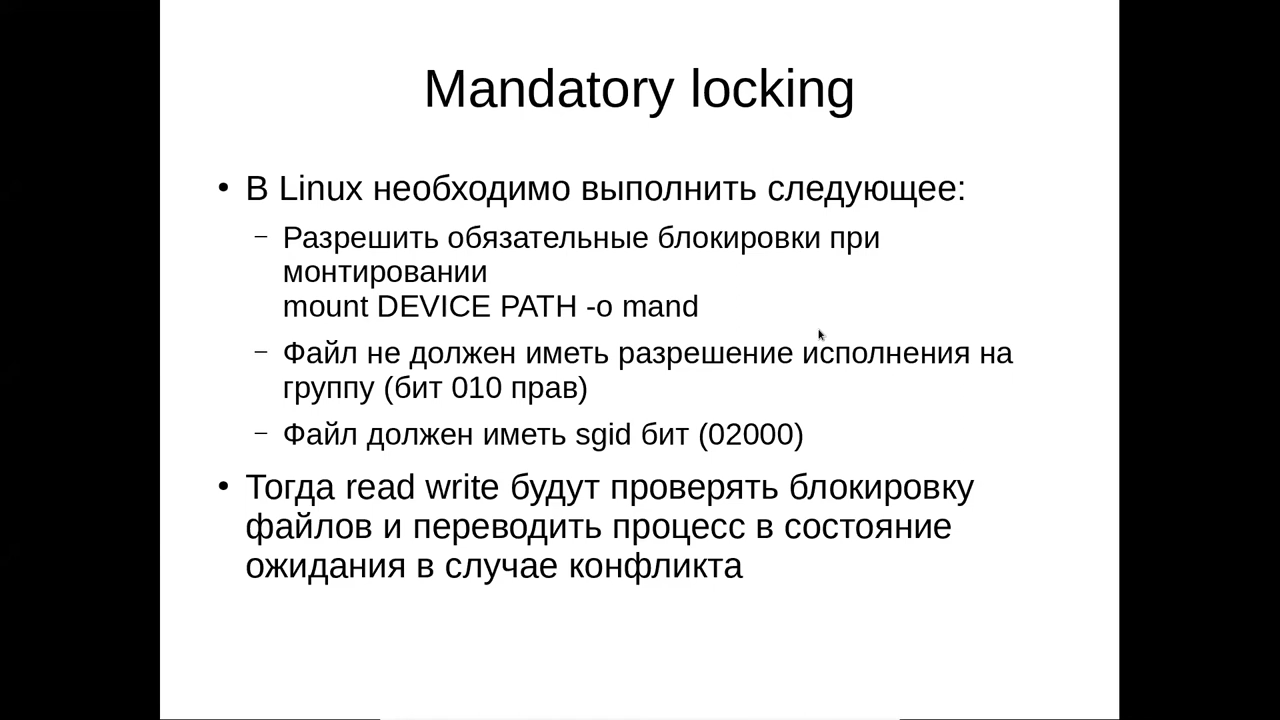 Mandatory locking
• В Linux необходимо выполнить следующее:
– Разрешить обязательные блокировки при
монтировании
mount DEVICE PATH -o mand
– Файл не должен иметь разрешение исполнения на
группу (бит 010 прав)
– Файл должен иметь sgid бит (02000)
• Тогда read write будут проверять блокировку
файлов и переводить процесс в состояние
ожидания в случае конфликта